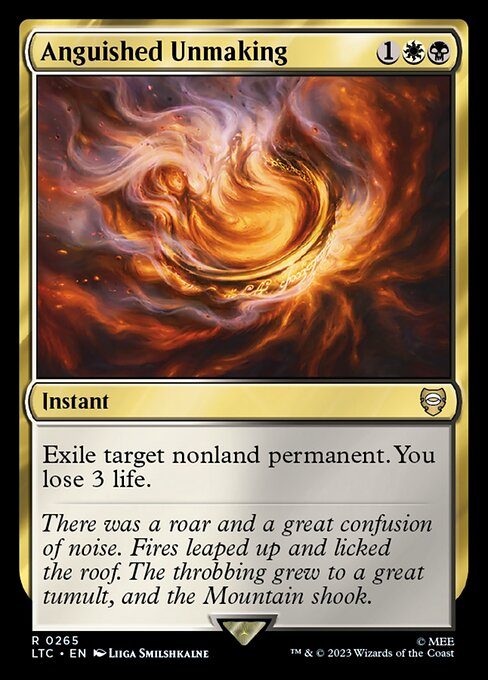 Anguished Unmaking 1
Instant
Exile target nonland permanent. You
lose 3 life.
There was a roar and a great confusion
of noise. Fires leaped up and licked
the roof. The throbbing grew to a great
tumult, and the Mountain shook.
R 0265
LTC • EN Liiga Smilshkalne
© MEE
™ & © 2023 Wizards of the Coast